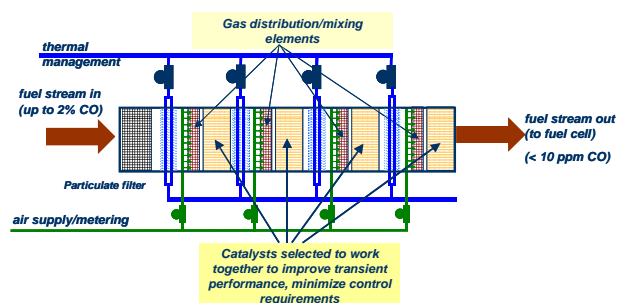 Gas distribution/mixing
elements
thermal
management
fuel stream in
(up to 2% CO)
fuel stream out
(to fuel cell)
(< 10 ppm CO)
Particulate filter
air supply/metering
Catalysts selected to work
together to improve transient
performance, minimize control
requirements